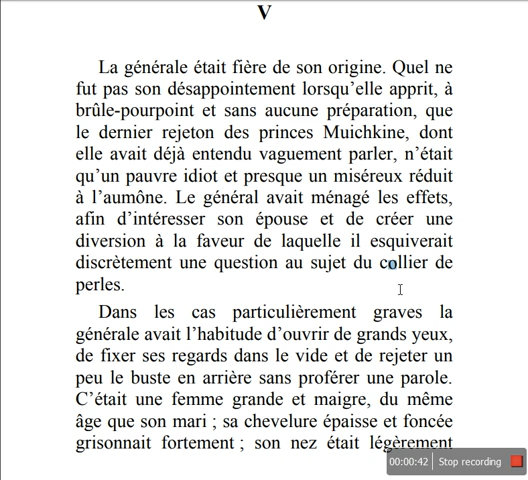 V
La générale était fière de son origine. Quel ne
fut pas son désappointement lorsqu'elle apprit, à
brûle-pourpoint et sans aucune préparation, que
le dernier rejeton des princes Muichkine, dont
elle avait déjà entendu vaguement parler, n'était
qu'un pauvre idiot et presque un miséreux réduit
à l'aumône. Le général avait ménagé les effets,
afin d'intéresser son épouse et de créer une
diversion à la faveur de laquelle il esquiverait
discrètement une question au sujet du collier de
perles.
Dans les cas particulièrement graves la
générale avait l'habitude d'ouvrir de grands yeux,
de fixer ses regards dans le vide et de rejeter un
peu le buste en arrière sans proférer une parole.
C'était une femme grande et maigre, du même
âge que son mari ; sa chevelure épaisse et foncée
grisonnait fortement ; son nez était légèrement
00:00:42 Stop recording